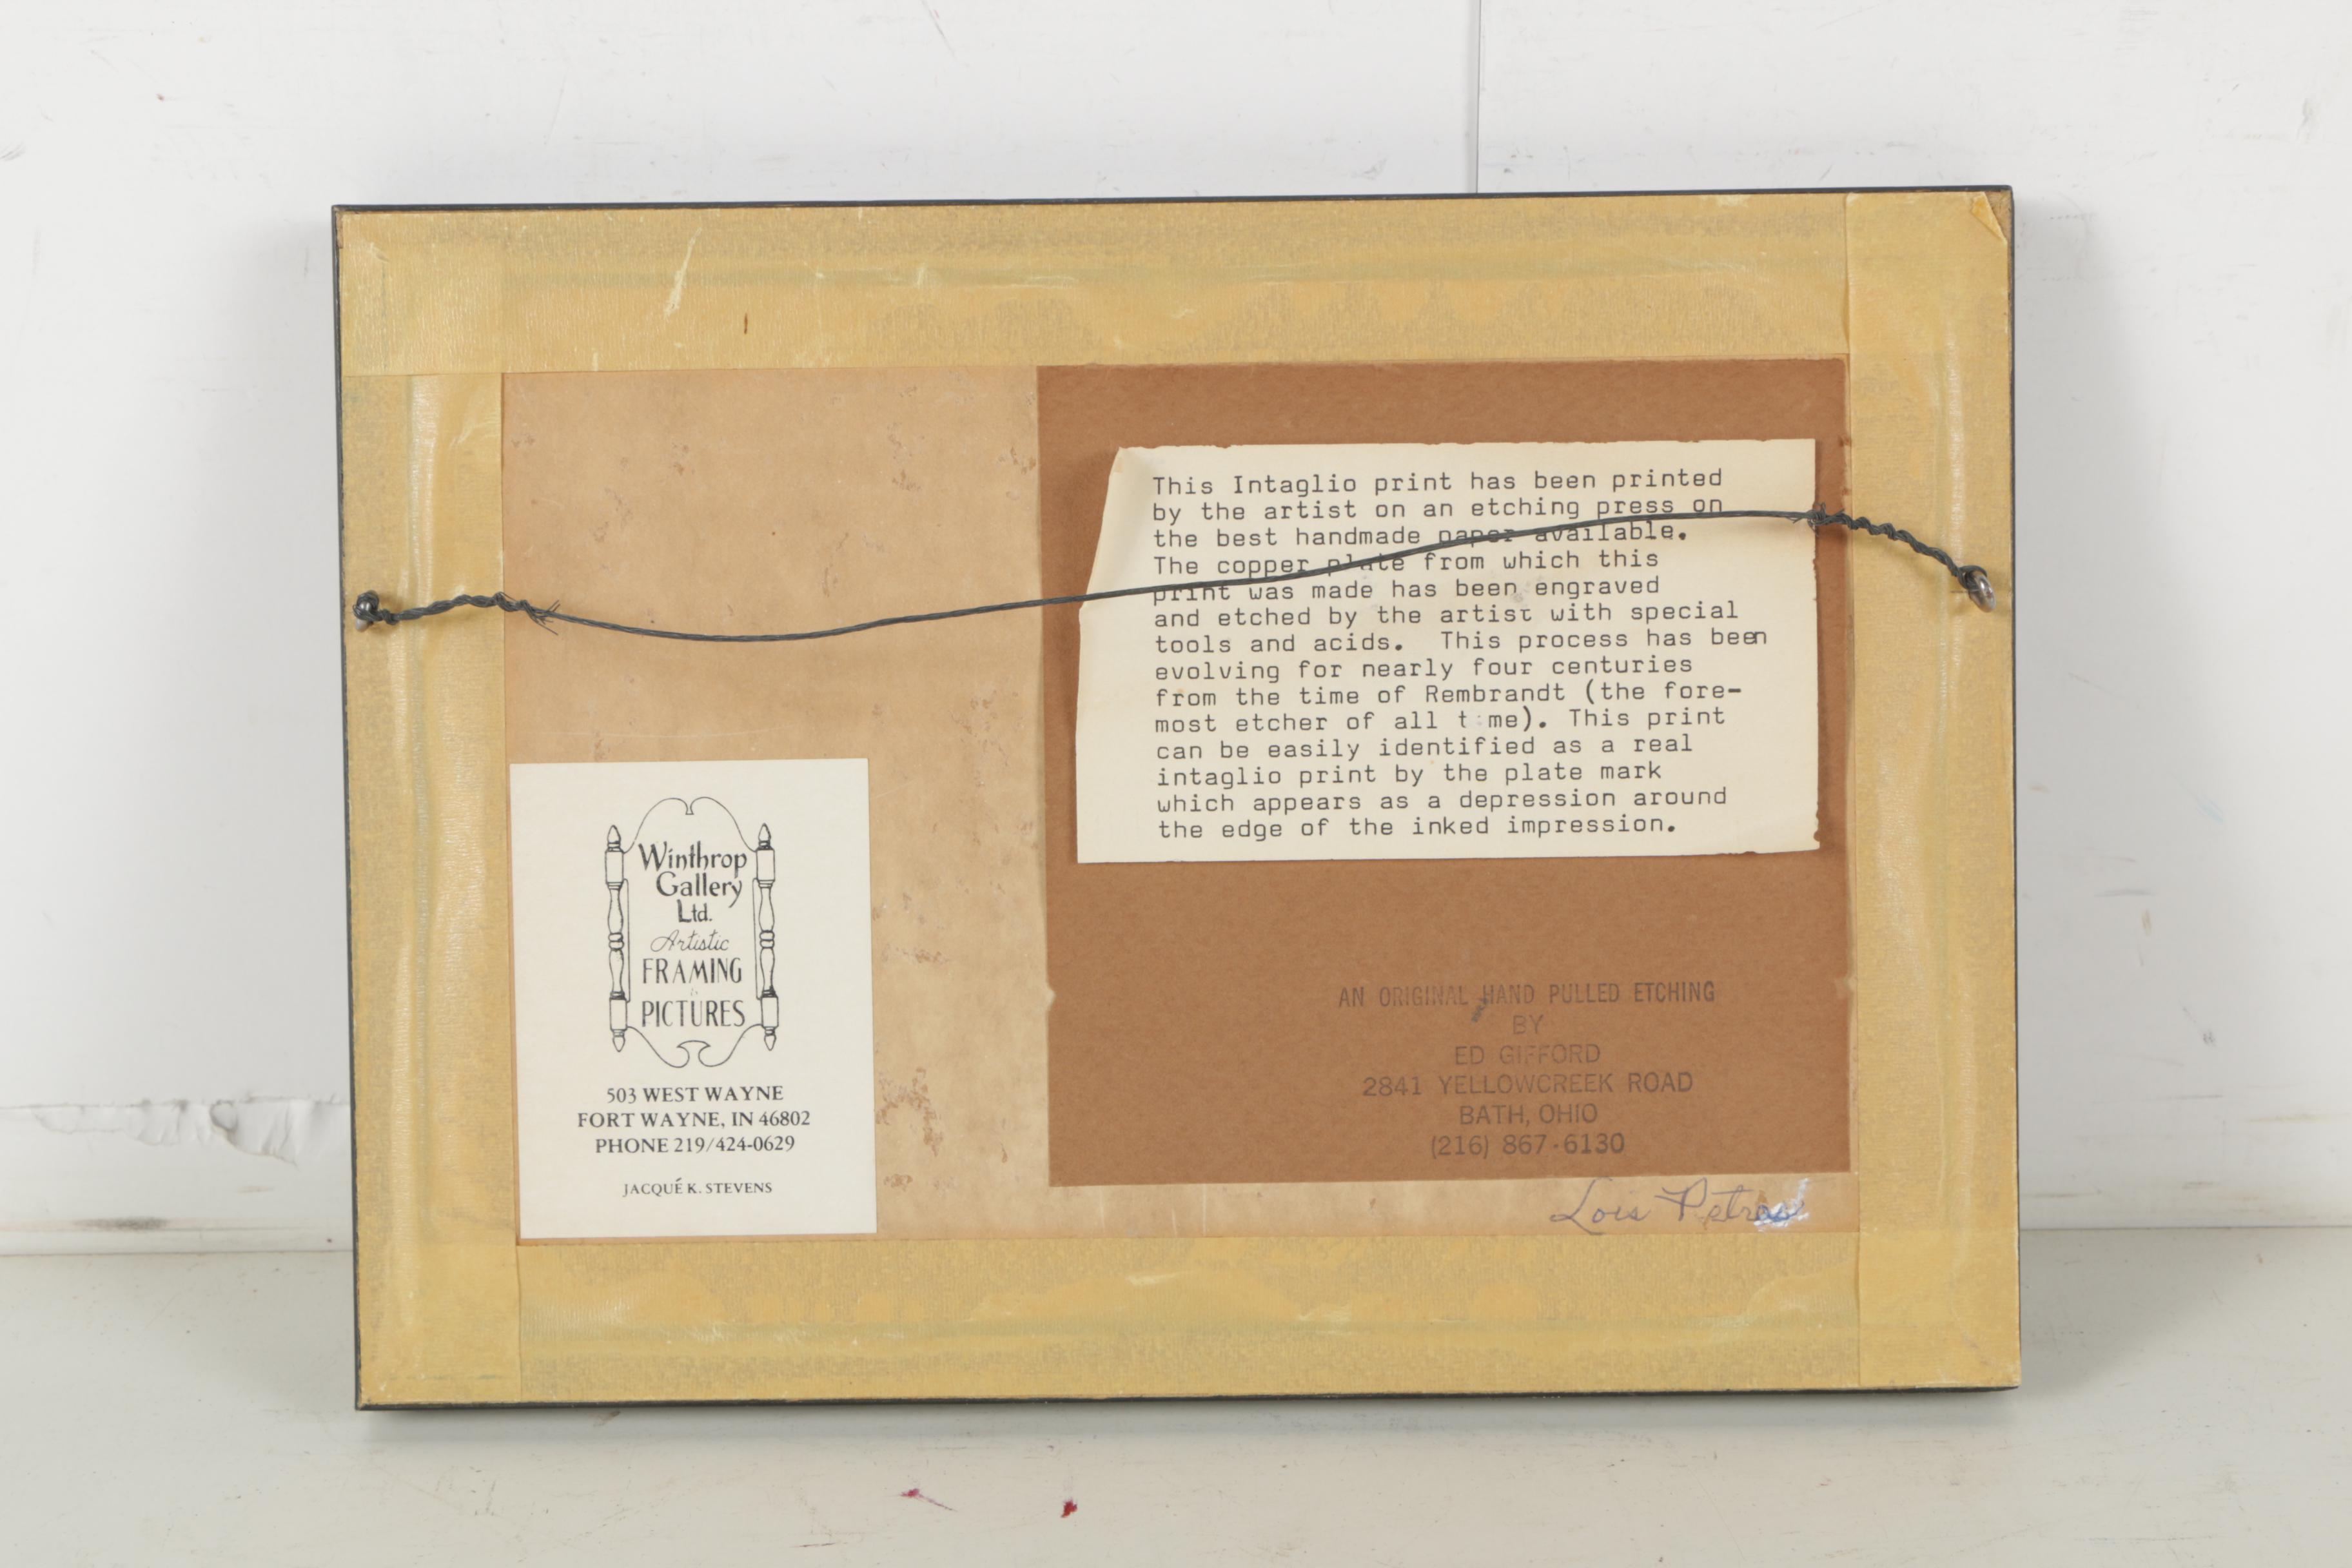 This Intaglio print has been printed
by the artist on an etching press on
the best handmade paper available.
The copper plate from which this
print was made has been engraved
and etched by the artist with special
tools and acids. This process has been
evolving for nearly four centuries
from the time of Rembrandt (the fore-
most etcher of all t me). This print
can be easily identified as a real
intaglio print by the plate mark
which appears as a depression around
the edge of the inked impression.
Winthrop
Gallery
Ltd.
Artistic
FRAMING
PICTURES
503 WEST WAYNE
FORT WAYNE, IN 46802
PHONE 219/424-0629
JACQUÉ K. STEVENS
AN ORIGINAL HAND PULLED ETCHING
BY
ED GIFFORD
2841 YELLOWCREEK ROAD
BATH, OHIO
(216) 867-6130
Lois